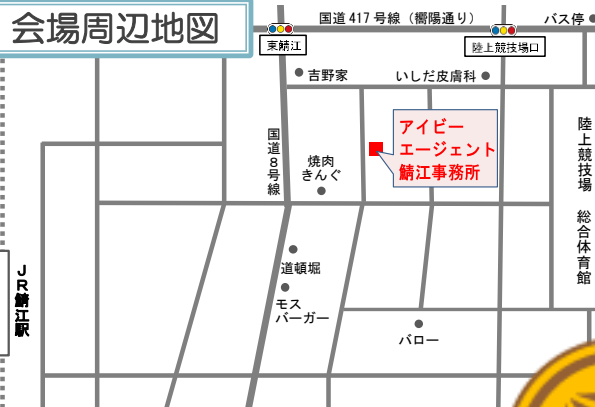 会場周辺地図
国道417号線（嚮陽通り）
バス停
東鯖江
陸上競技場口
吉野家
いしだ皮膚科
アイビー
エージェント
鯖江事務所
国道8号線
焼肉
きんぐ
陸上競技場 総合体育館
道頓堀
モス
バーガー
バロー
JR鯖江駅